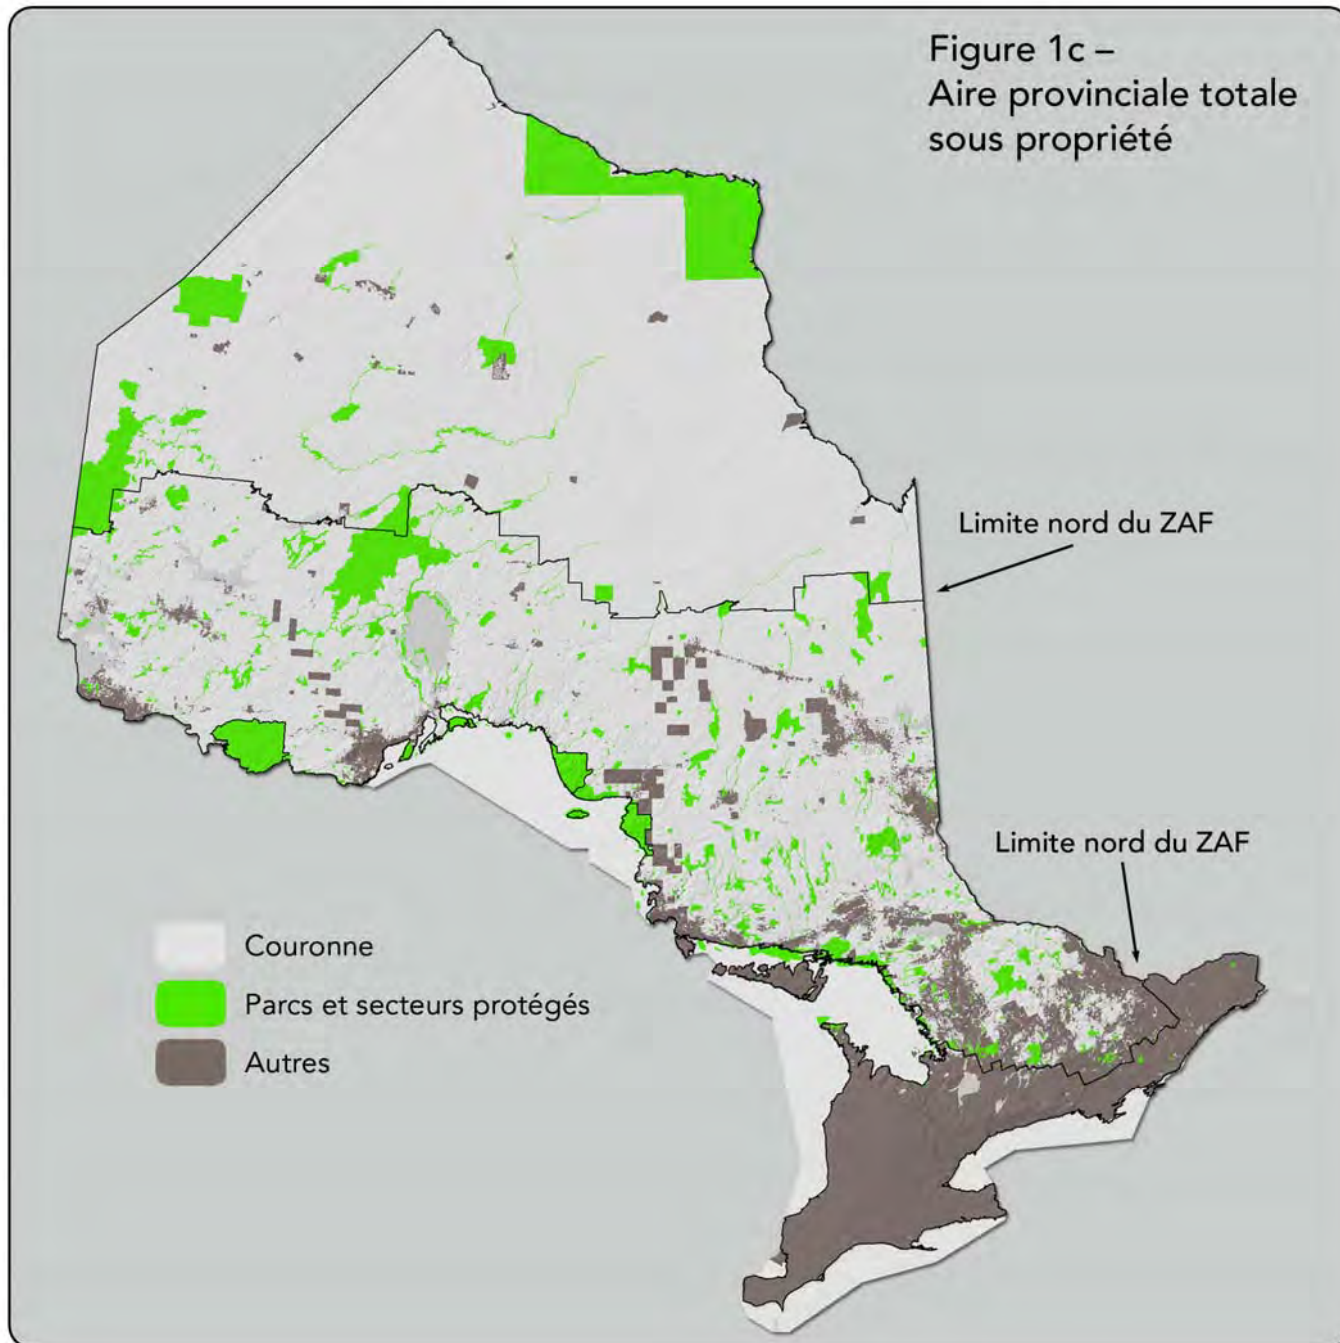 Figure 1c –
Aire provinciale totale
sous propriété
Limite nord du ZAF
Limite nord du ZAF
Couronne
Parcs et secteurs protégés
Autres